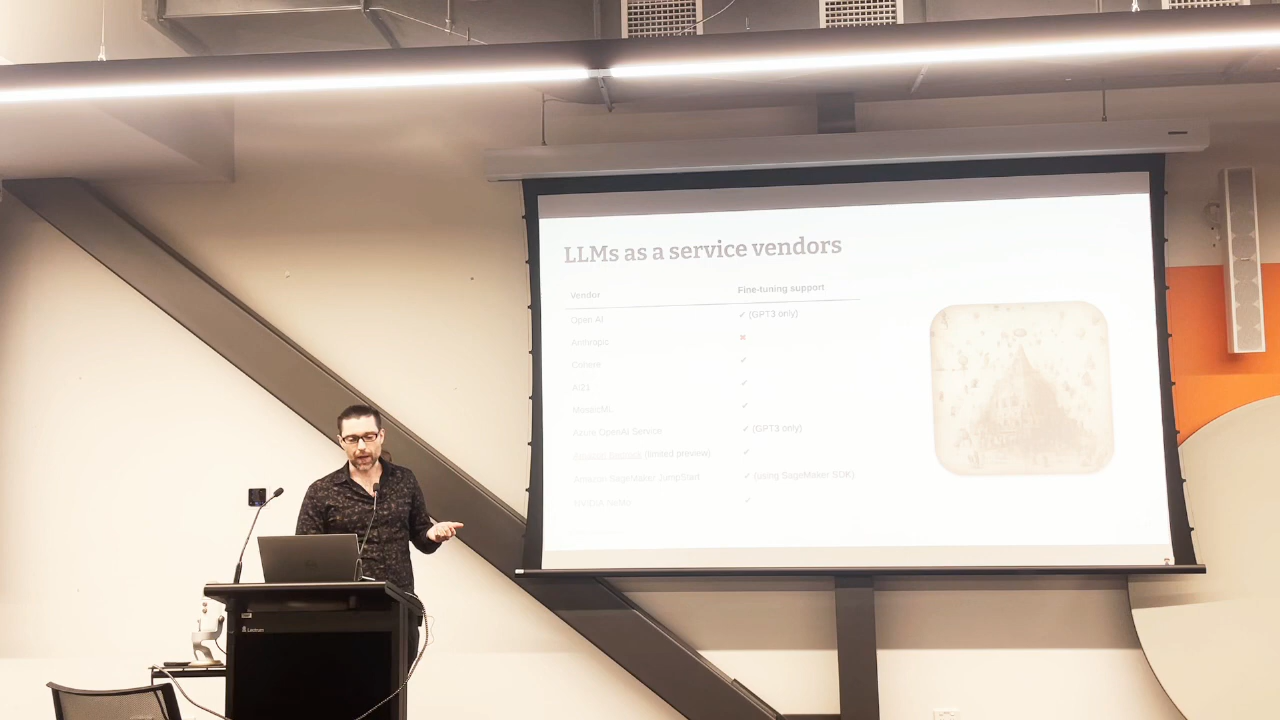 LLMs as a service vendors
Vendor Fine-tuning support
Open AI ✓ (GPT3 only)
Anthropic ✖
Cohere ✓
AI21 ✓
MosaicML ✓
Azure OpenAI Service ✓ (GPT3 only)
(limited preview) ✓
Amazon SageMaker JumpStart ✓ (using SageMaker SDK)
✓
Lectrum